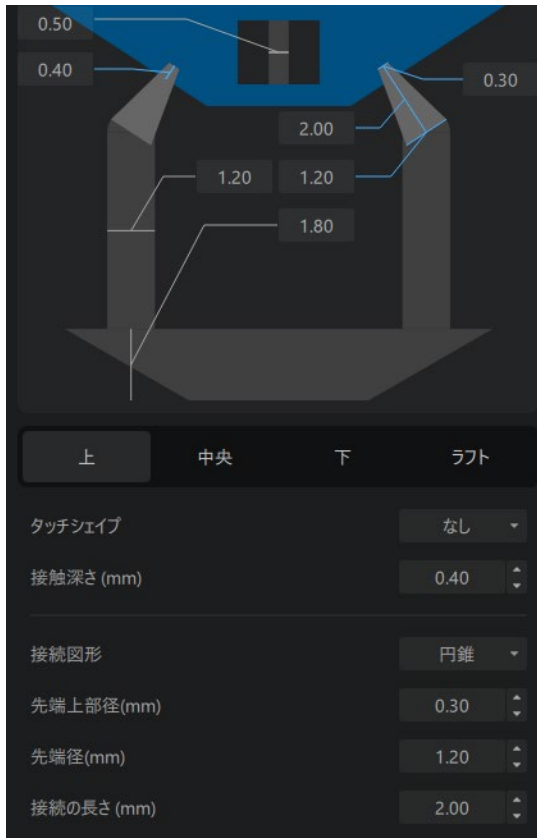 0.50
0.40
0.30
2.00
1.20 1.20
1.80
上 中央 下 ラフト
タッチシェイプ なし
接触深さ (mm) 0.40
接続図形 円錐
先端上部径(mm) 0.30
先端径(mm) 1.20
接続の長さ (mm) 2.00